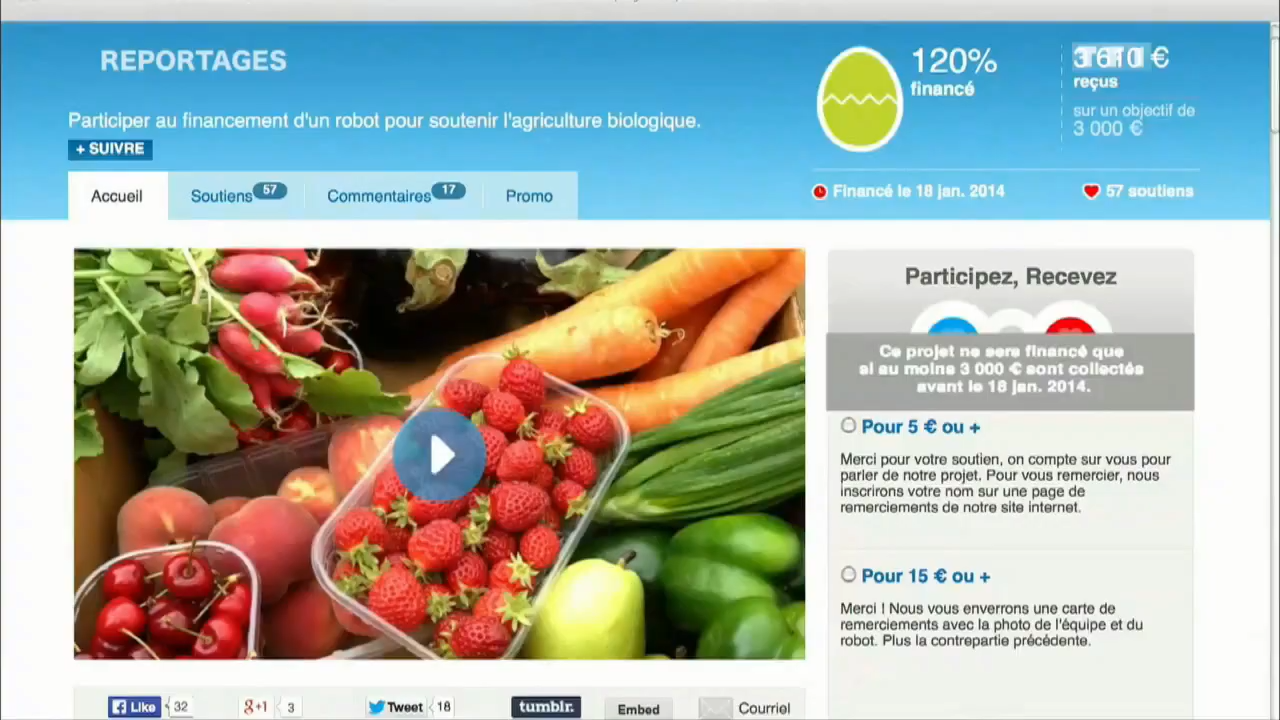 REPORTAGES
Participer au financement d'un robot pour soutenir l'agriculture biologique.
+ SUIVRE
Accueil
Soutiens 57
Commentaires 17
Promo
120%
financé
3 610 €
reçus
sur un objectif de
3 000 €
Financé le 18 jan. 2014
57 soutiens
Participez, Recevez
Ce projet ne sera financé que
si au moins 3 000 € sont collectés
avant le 18 jan. 2014.
Pour 5 € ou +
Merci pour votre soutien, on compte sur vous pour
parler de notre projet. Pour vous remercier, nous
inscrirons votre nom sur une page de
remerciements de notre site internet.
Pour 15 € ou +
Merci ! Nous vous enverrons une carte de
remerciements avec la photo de l'équipe et du
robot. Plus la contrepartie précédente.
Like 32
g+1 3
Tweet 18
tumblr.
Embed
Courriel